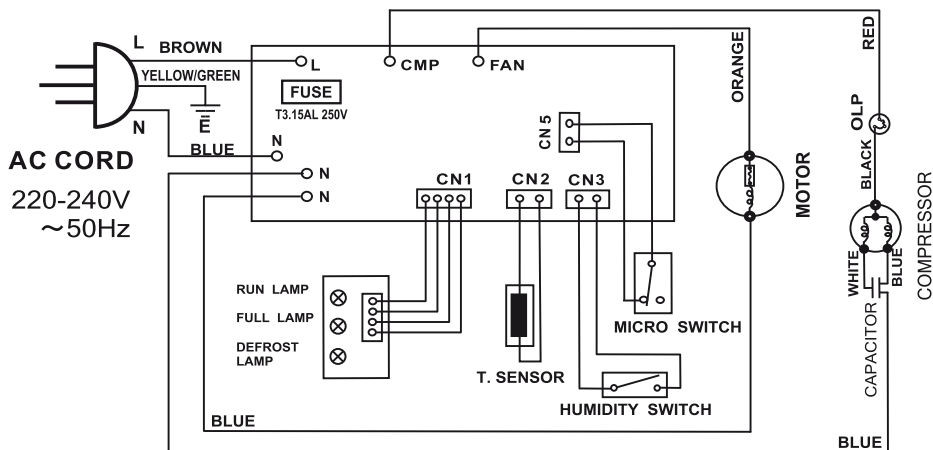 L
BROWN
YELLOW/GREEN
E
N
BLUE
AC CORD
220-240V
~50Hz
L
CMP
FAN
FUSE
T3.15AL 250V
N
N
N
CN 5
CN1
CN2
CN3
RUN LAMP
FULL LAMP
DEFROST
LAMP
T. SENSOR
MICRO SWITCH
HUMIDITY SWITCH
BLUE
ORANGE
MOTOR
RED
OLP
BLACK
COMPRESSOR
WHITE
BLUE
CAPACITOR
BLUE